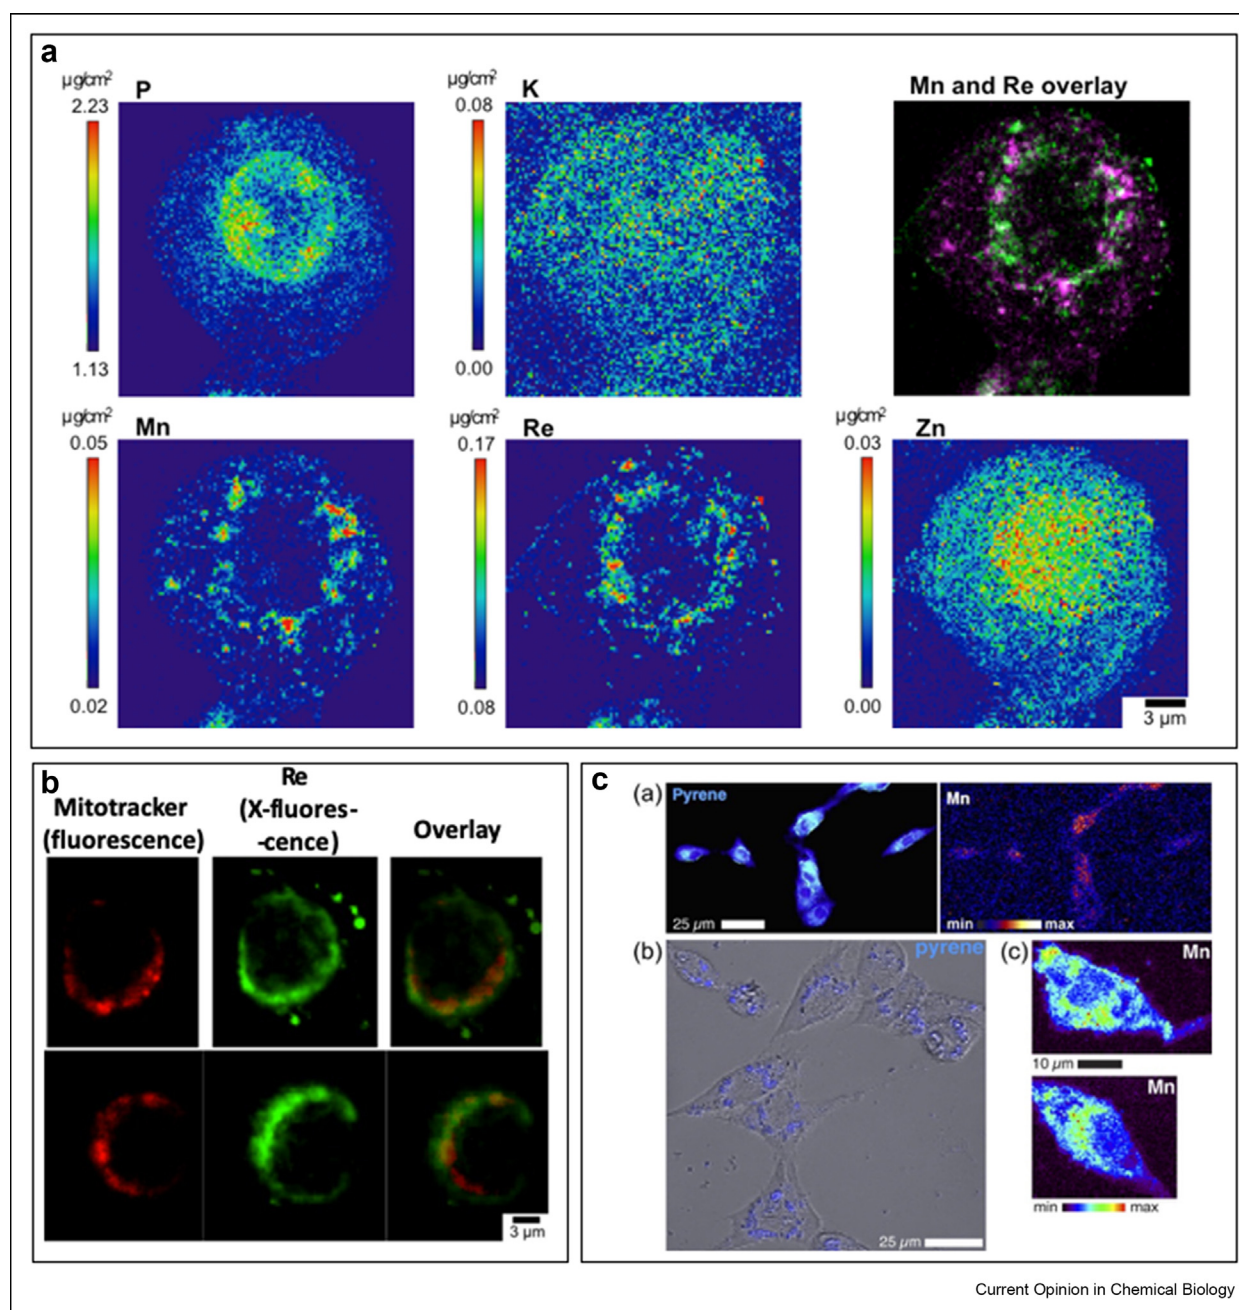 a
µg/cm²
P
2.23
1.13
µg/cm²
K
0.08
0.00
Mn and Re overlay
µg/cm²
Mn
0.05
0.02
µg/cm²
Re
0.17
0.08
µg/cm²
Zn
0.03
0.00
3 µm
b
Mitotracker
(fluorescence)
Re
(X-fluores-
-cence)
Overlay
3 µm
c
(a)
Pyrene
25 µm
Mn
min
max
(b)
pyrene
25 µm
(c)
Mn
10 µm
Mn
min
max
Current Opinion in Chemical Biology